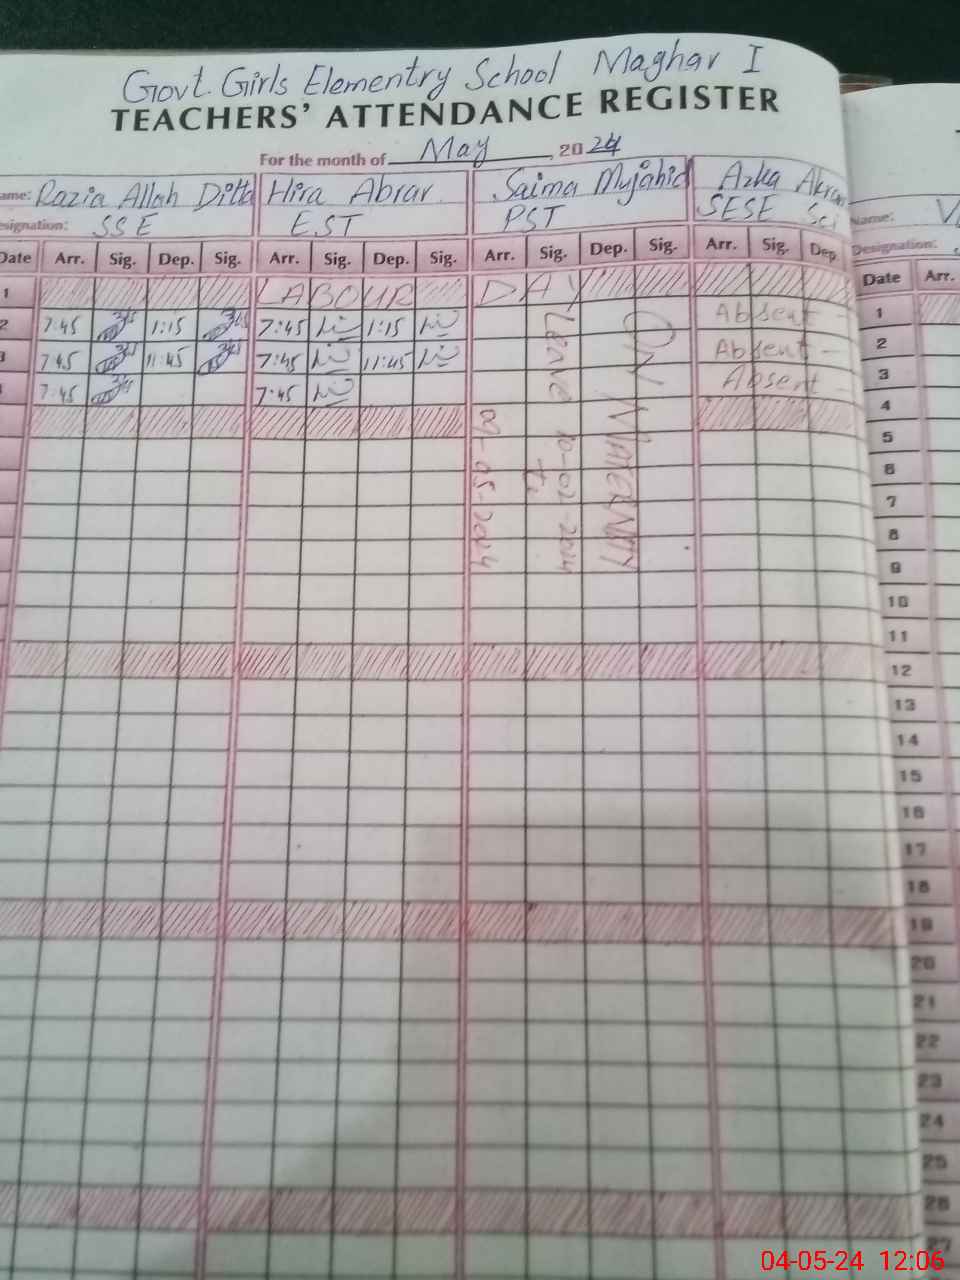 Govt. Girls Elementry School Maghar I
TEACHERS' ATTENDANCE REGISTER
For the month of May, 2024
ame: Razia Allah Ditta Hira Abrar Saima Mujahid Azka Akram
esignation: SSE E.ST PST SESE Sci
Name:
Designation:
Date Arr. Sig. Dep. Sig. Arr. Sig. Dep. Sig. Arr. Sig. Dep. Sig. Arr. Sig. Dep.
Date Arr.
1 LABOUR DAY
2 7:45 1:15 7:45 1:15 Absent -
3 7:45 11:45 7:45 11:45 Absent -
7:45 7:45 Absent -
ON MATERNITY
Leave 10-02-2024
to
09-05-2024
1
2
3
4
5
6
7
8
9
10
11
12
13
14
15
16
17
18
19
20
21
22
23
24
25
26
27
04-05-24 12:06